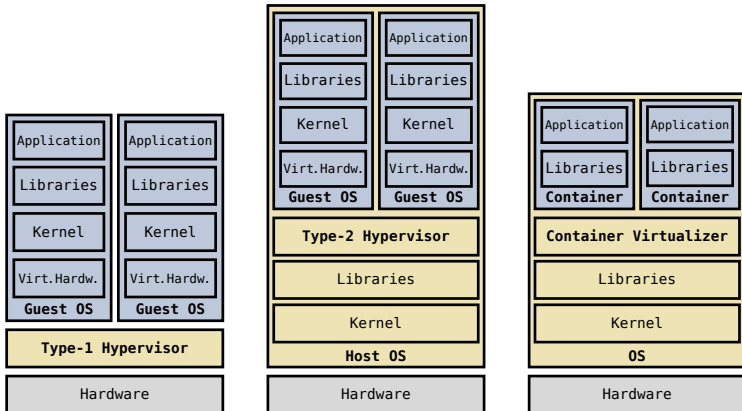 Application
Libraries
Kernel
Virt.Hardw.
Guest OS
Application
Libraries
Kernel
Virt.Hardw.
Guest OS
Type-1 Hypervisor
Hardware
Application
Libraries
Kernel
Virt.Hardw.
Guest OS
Application
Libraries
Kernel
Virt.Hardw.
Guest OS
Type-2 Hypervisor
Libraries
Kernel
Host OS
Hardware
Application
Libraries
Container
Application
Libraries
Container
Container Virtualizer
Libraries
Kernel
OS
Hardware